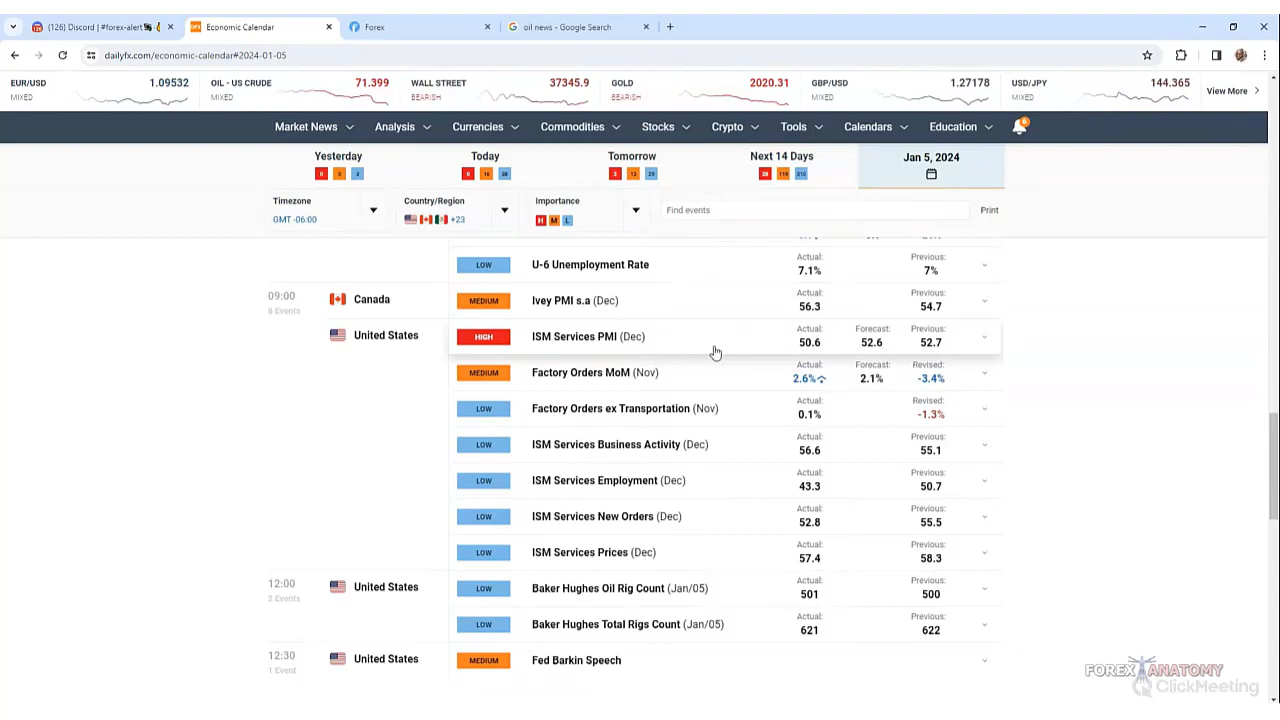 (126) Discord | #forex-alert
Economic Calendar
Forex
oil news - Google Search
dailyfx.com/economic-calendar#2024-01-05
EUR/USD 1.09532
MIXED
OIL - US CRUDE 71.399
MIXED
WALL STREET 37345.9
BEARISH
GOLD 2020.31
BEARISH
GBP/USD 1.27178
MIXED
USD/JPY 144.365
MIXED
View More
Market News Analysis Currencies Commodities Stocks Crypto Tools Calendars Education 6
Yesterday Today Tomorrow Next 14 Days Jan 5, 2024
Timezone Country/Region Importance
GMT -06:00 +23 H M L
Find events Print
LOW U-6 Unemployment Rate Actual: 7.1% Previous: 7%
09:00 Canada MEDIUM Ivey PMI s.a (Dec) Actual: 56.3 Previous: 54.7
8 Events
United States HIGH ISM Services PMI (Dec) Actual: 50.6 Forecast: 52.6 Previous: 52.7
MEDIUM Factory Orders MoM (Nov) Actual: 2.6% Forecast: 2.1% Revised: -3.4%
LOW Factory Orders ex Transportation (Nov) Actual: 0.1% Revised: -1.3%
LOW ISM Services Business Activity (Dec) Actual: 56.6 Previous: 55.1
LOW ISM Services Employment (Dec) Actual: 43.3 Previous: 50.7
LOW ISM Services New Orders (Dec) Actual: 52.8 Previous: 55.5
LOW ISM Services Prices (Dec) Actual: 57.4 Previous: 58.3
12:00 United States LOW Baker Hughes Oil Rig Count (Jan/05) Actual: 501 Previous: 500
2 Events
LOW Baker Hughes Total Rigs Count (Jan/05) Actual: 621 Previous: 622
12:30 United States MEDIUM Fed Barkin Speech
1 Event
FOREX ANATOMY
ClickMeeting